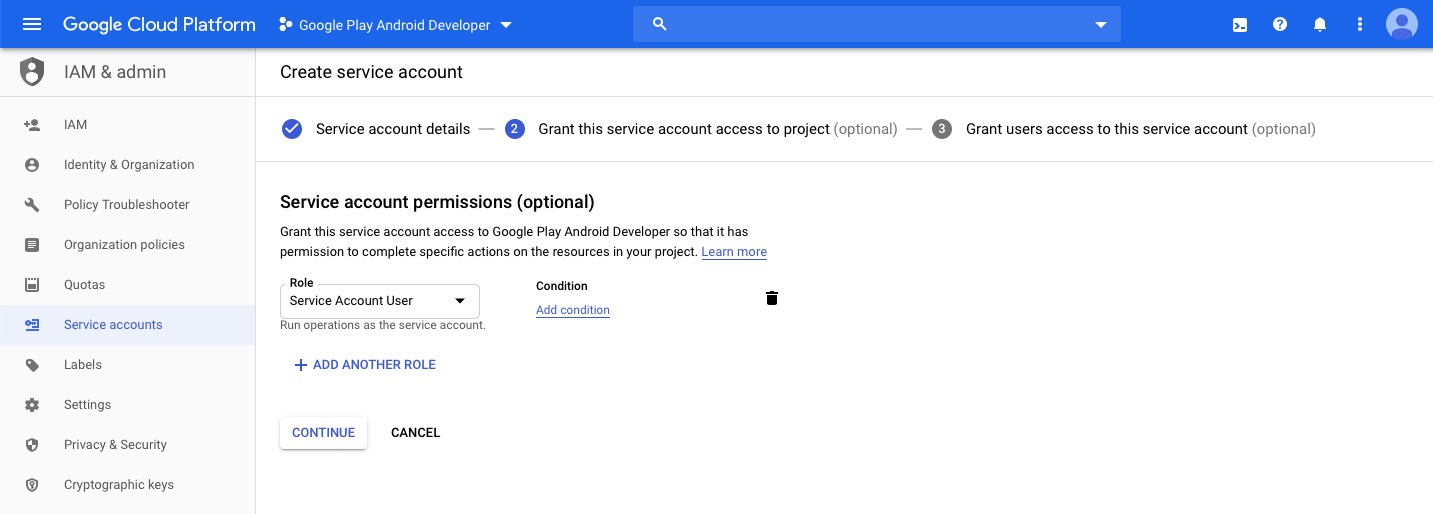 Google Cloud Platform
Google Play Android Developer
IAM & admin
Create service account
IAM
Identity & Organization
Policy Troubleshooter
Organization policies
Quotas
Service accounts
Labels
Settings
Privacy & Security
Cryptographic keys
Service account details
2 Grant this service account access to project (optional)
3 Grant users access to this service account (optional)
Service account permissions (optional)
Grant this service account access to Google Play Android Developer so that it has
permission to complete specific actions on the resources in your project. Learn more
Role
Service Account User
Run operations as the service account.
Condition
Add condition
ADD ANOTHER ROLE
CONTINUE
CANCEL